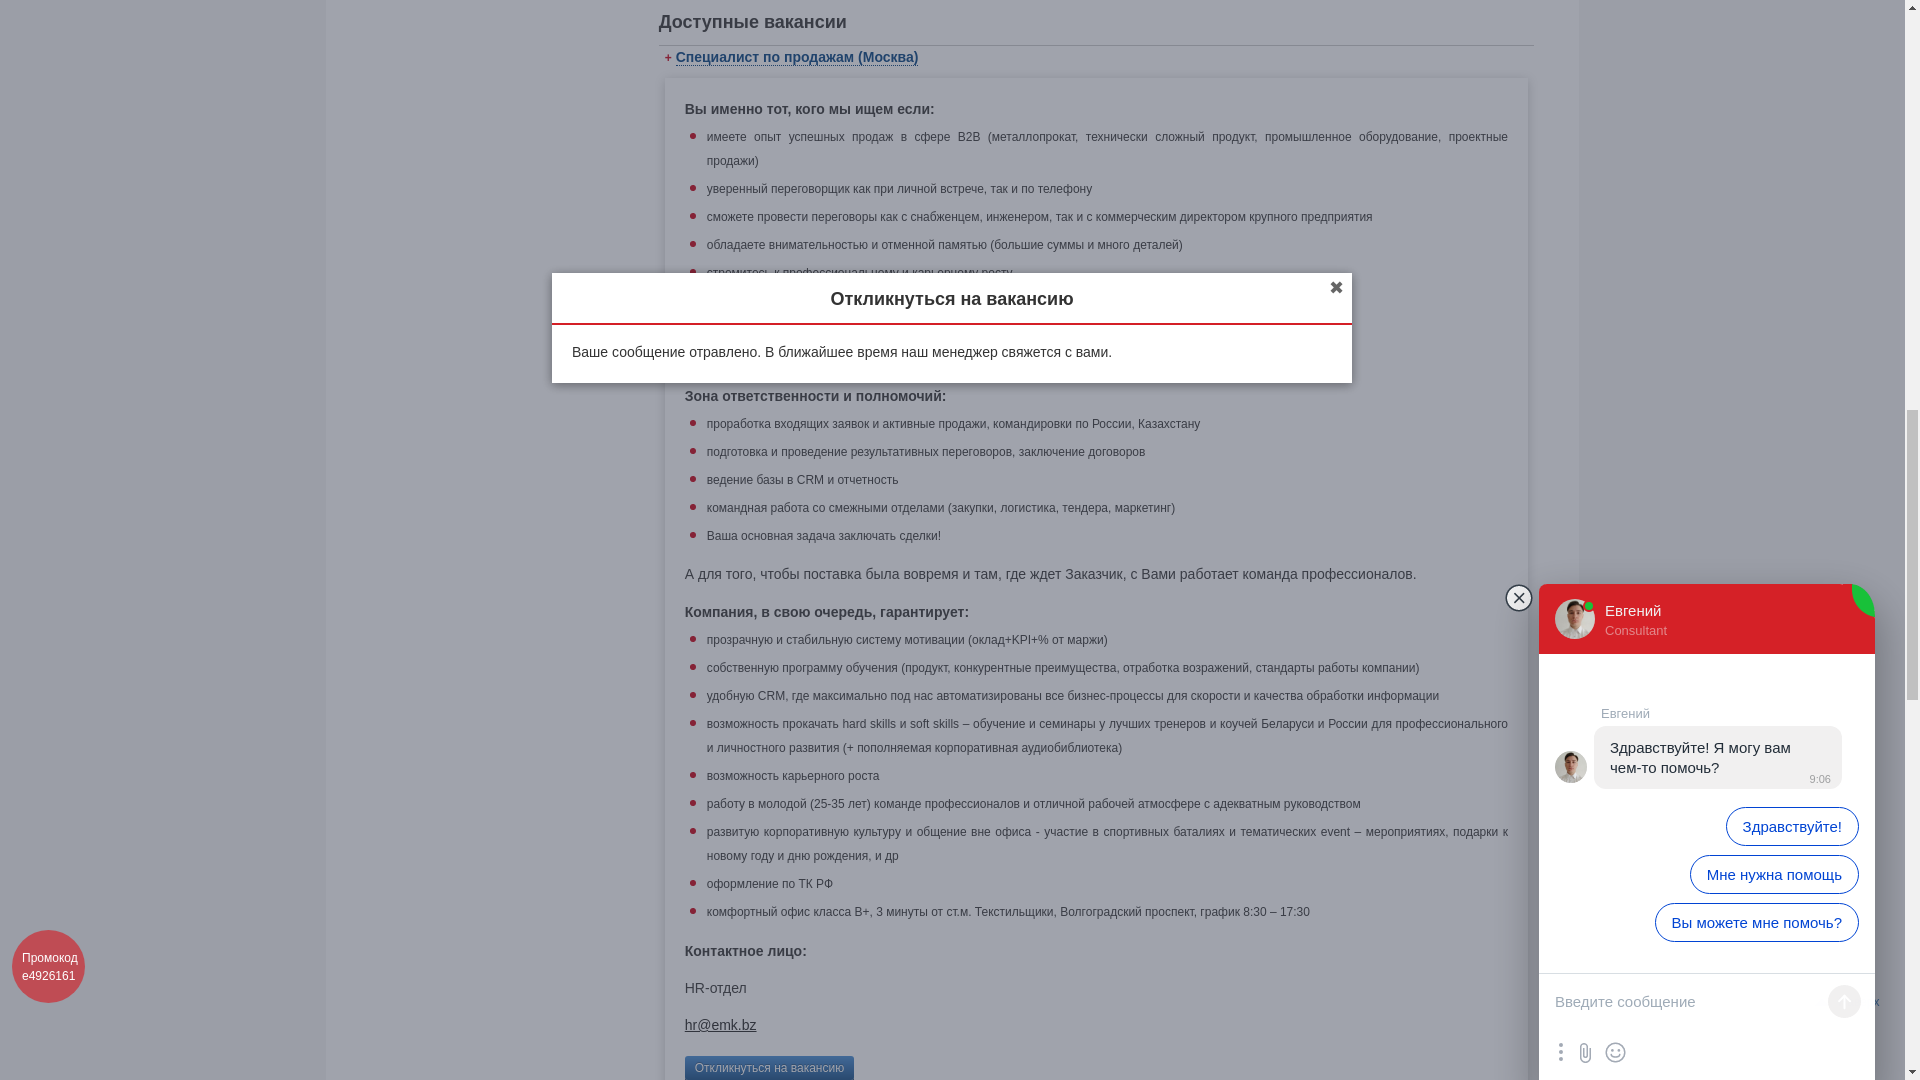 Доступные вакансии
+ Специалист по продажам (Москва)
Вы именно тот, кого мы ищем если:
имеете опыт успешных продаж в сфере B2B (металлопрокат, технически сложный продукт, промышленное оборудование, проектные
продажи)
уверенный переговорщик как при личной встрече, так и по телефону
сможете провести переговоры как с снабженцем, инженером, так и с коммерческим директором крупного предприятия
обладаете внимательностью и отменной памятью (большие суммы и много деталей)
стремитесь к профессиональному и карьерному росту
Откликнуться на вакансию
✖
Ваше сообщение отравлено. В ближайшее время наш менеджер свяжется с вами.
Зона ответственности и полномочий:
проработка входящих заявок и активные продажи, командировки по России, Казахстану
подготовка и проведение результативных переговоров, заключение договоров
ведение базы в CRM и отчетность
командная работа со смежными отделами (закупки, логистика, тендера, маркетинг)
Ваша основная задача заключать сделки!
А для того, чтобы поставка была вовремя и там, где ждет Заказчик, с Вами работает команда профессионалов.
Компания, в свою очередь, гарантирует:
прозрачную и стабильную систему мотивации (оклад+KPI+% от маржи)
собственную программу обучения (продукт, конкурентные преимущества, отработка возражений, стандарты работы компании)
удобную CRM, где максимально под нас автоматизированы все бизнес-процессы для скорости и качества обработки информации
возможность прокачать hard skills и soft skills – обучение и семинары у лучших тренеров и коучей Беларуси и России для профессионального
и личностного развития (+ пополняемая корпоративная аудиобиблиотека)
возможность карьерного роста
работу в молодой (25-35 лет) команде профессионалов и отличной рабочей атмосфере с адекватным руководством
развитую корпоративную культуру и общение вне офиса - участие в спортивных баталиях и тематических event – мероприятиях, подарки к
новому году и дню рождения, и др
оформление по ТК РФ
комфортный офис класса В+, 3 минуты от ст.м. Текстильщики, Волгоградский проспект, график 8:30 – 17:30
Контактное лицо:
HR-отдел
hr@emk.bz
Откликнуться на вакансию
Промокод
e4926161
Евгений
Consultant
Евгений
Здравствуйте! Я могу вам
чем-то помочь?
9:06
Здравствуйте!
Мне нужна помощь
Вы можете мне помочь?
Введите сообщение